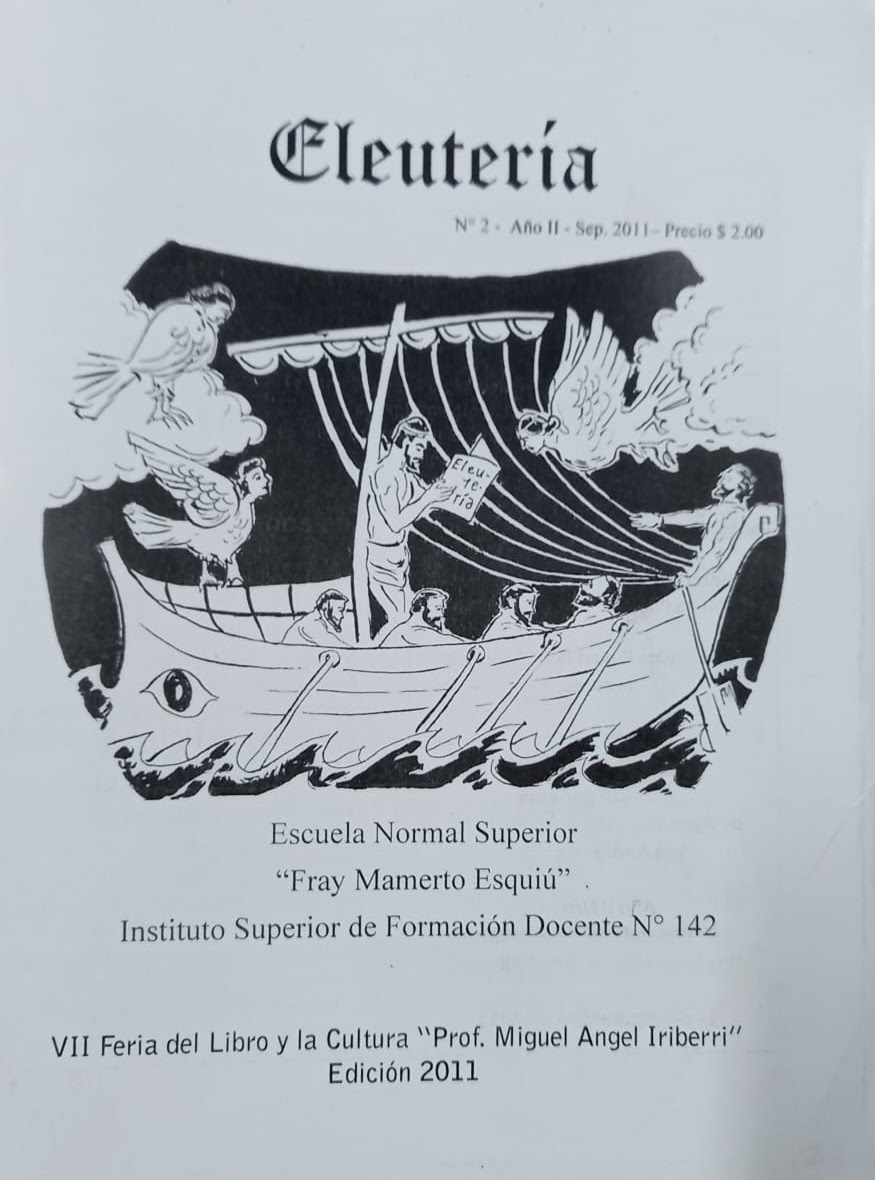 Eleutería
N° 2 - Año II - Sep. 2011– Precio $ 2.00
Eleu-
te-
ría
Escuela Normal Superior
“Fray Mamerto Esquiú”
Instituto Superior de Formación Docente N° 142
VII Feria del Libro y la Cultura "Prof. Miguel Angel Iriberri"
Edición 2011